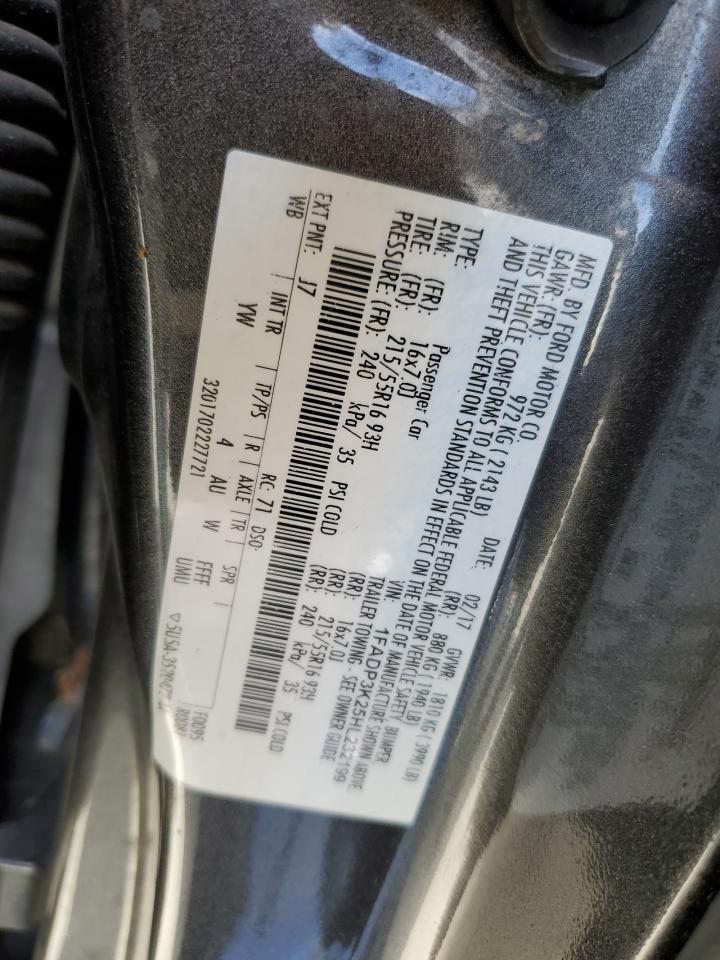 MFD. BY FORD MOTOR CO. DATE: 02/17 GVWR: 1810 KG ( 3990 LB)
GAWR: (FR): 972 KG ( 2143 LB) (RR): 880 KG ( 1940 LB)
THIS VEHICLE CONFORMS TO ALL APPLICABLE FEDERAL MOTOR VEHICLE SAFETY, BUMPER,
AND THEFT PREVENTION STANDARDS IN EFFECT ON THE DATE OF MANUFACTURE SHOWN ABOVE
VIN: 1FADP3K25HL232199
TYPE: Passenger Car TRAILER TOWING - SEE OWNER GUIDE
RIM: (FR): 16x7.0J (RR): 16x7.0J
TIRE: (FR): 215/55R16 93H (RR): 215/55R16 93H
PRESSURE (FR): 240 kPa/ 35 PSI COLD (RR): 240 kPa/ 35 PSI COLD
EXT PNT: J7 RC: 71 DSO:
WB INT TR TP/PS R AXLE TR SPR
YW 4 AU W FFFF UMU
3201702227721